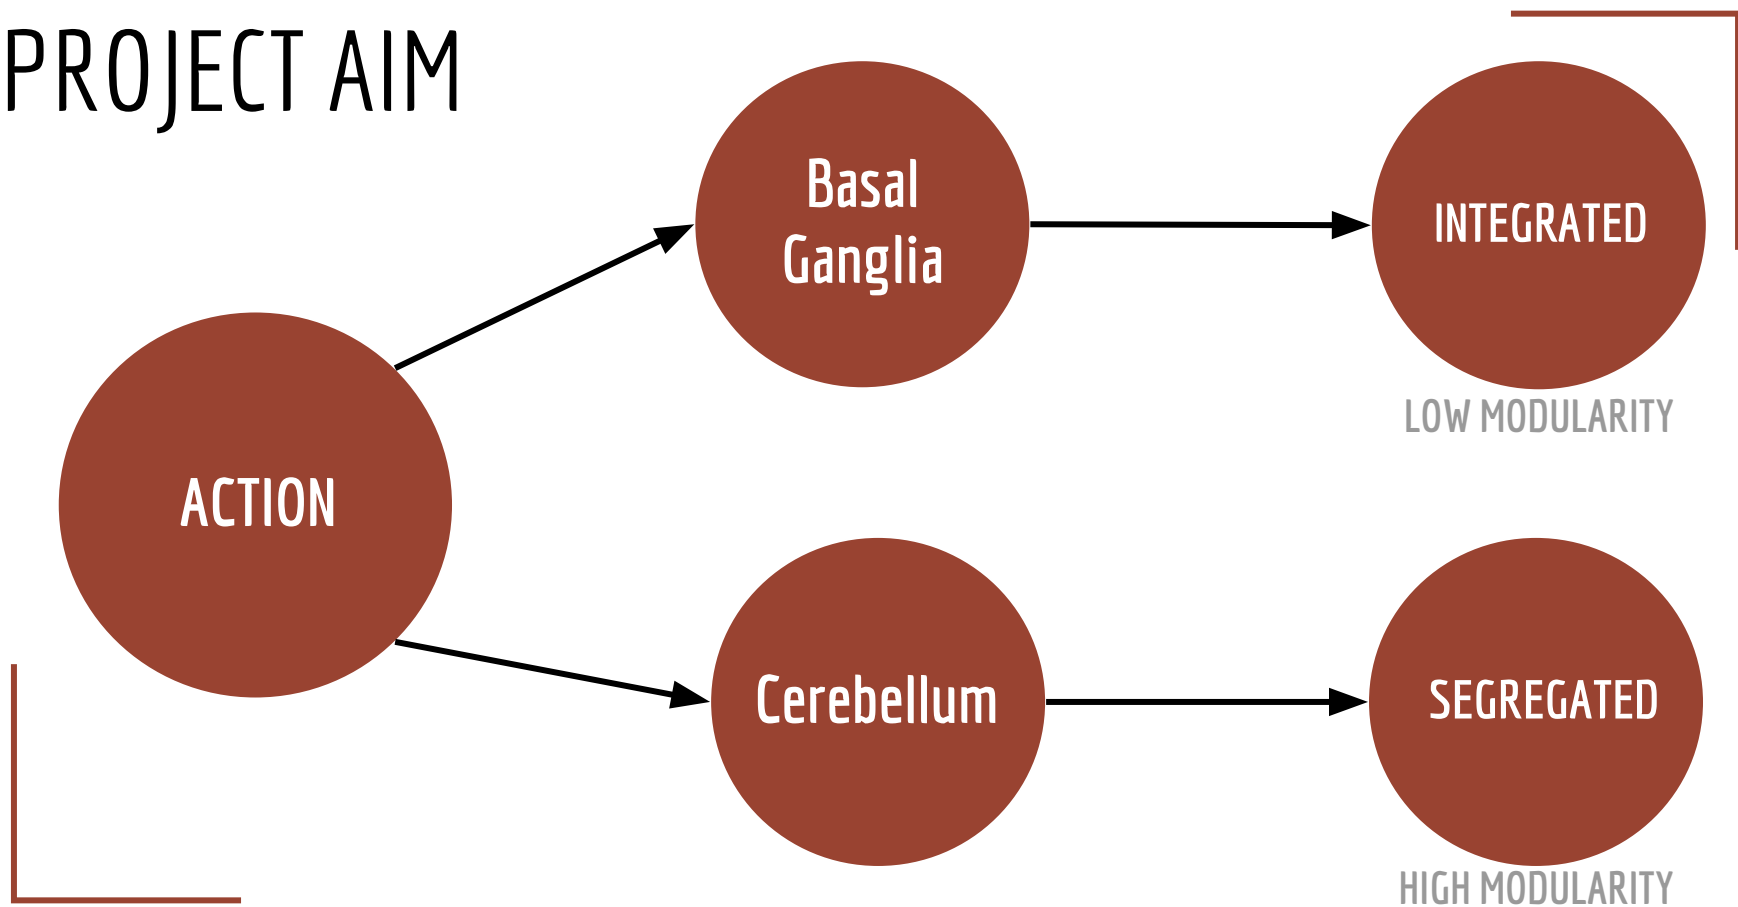 PROJECT AIM
Basal
Ganglia
INTEGRATED
LOW MODULARITY
ACTION
Cerebellum
SEGREGATED
HIGH MODULARITY